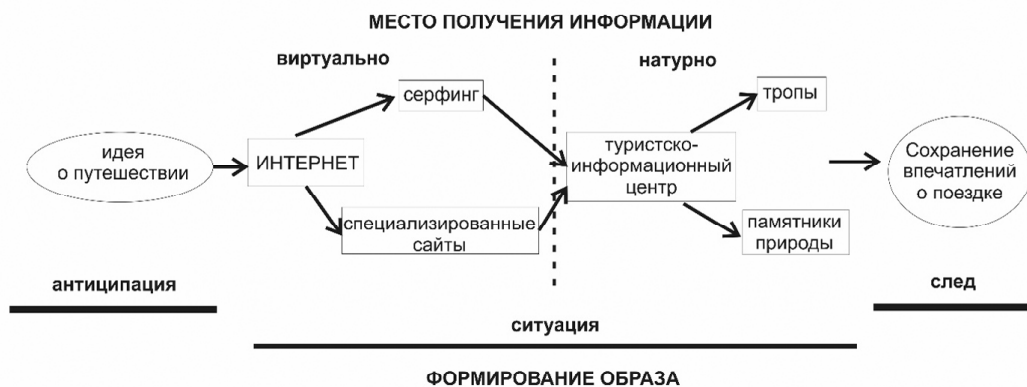 МЕСТО ПОЛУЧЕНИЯ ИНФОРМАЦИИ
виртуально
натурно
серфинг
тропы
идея
о путешествии
ИНТЕРНЕТ
туристско-
информационный
центр
Сохранение
впечатлений
о поездке
специализированные
сайты
памятники
природы
антиципация
след
ситуация
ФОРМИРОВАНИЕ ОБРАЗА